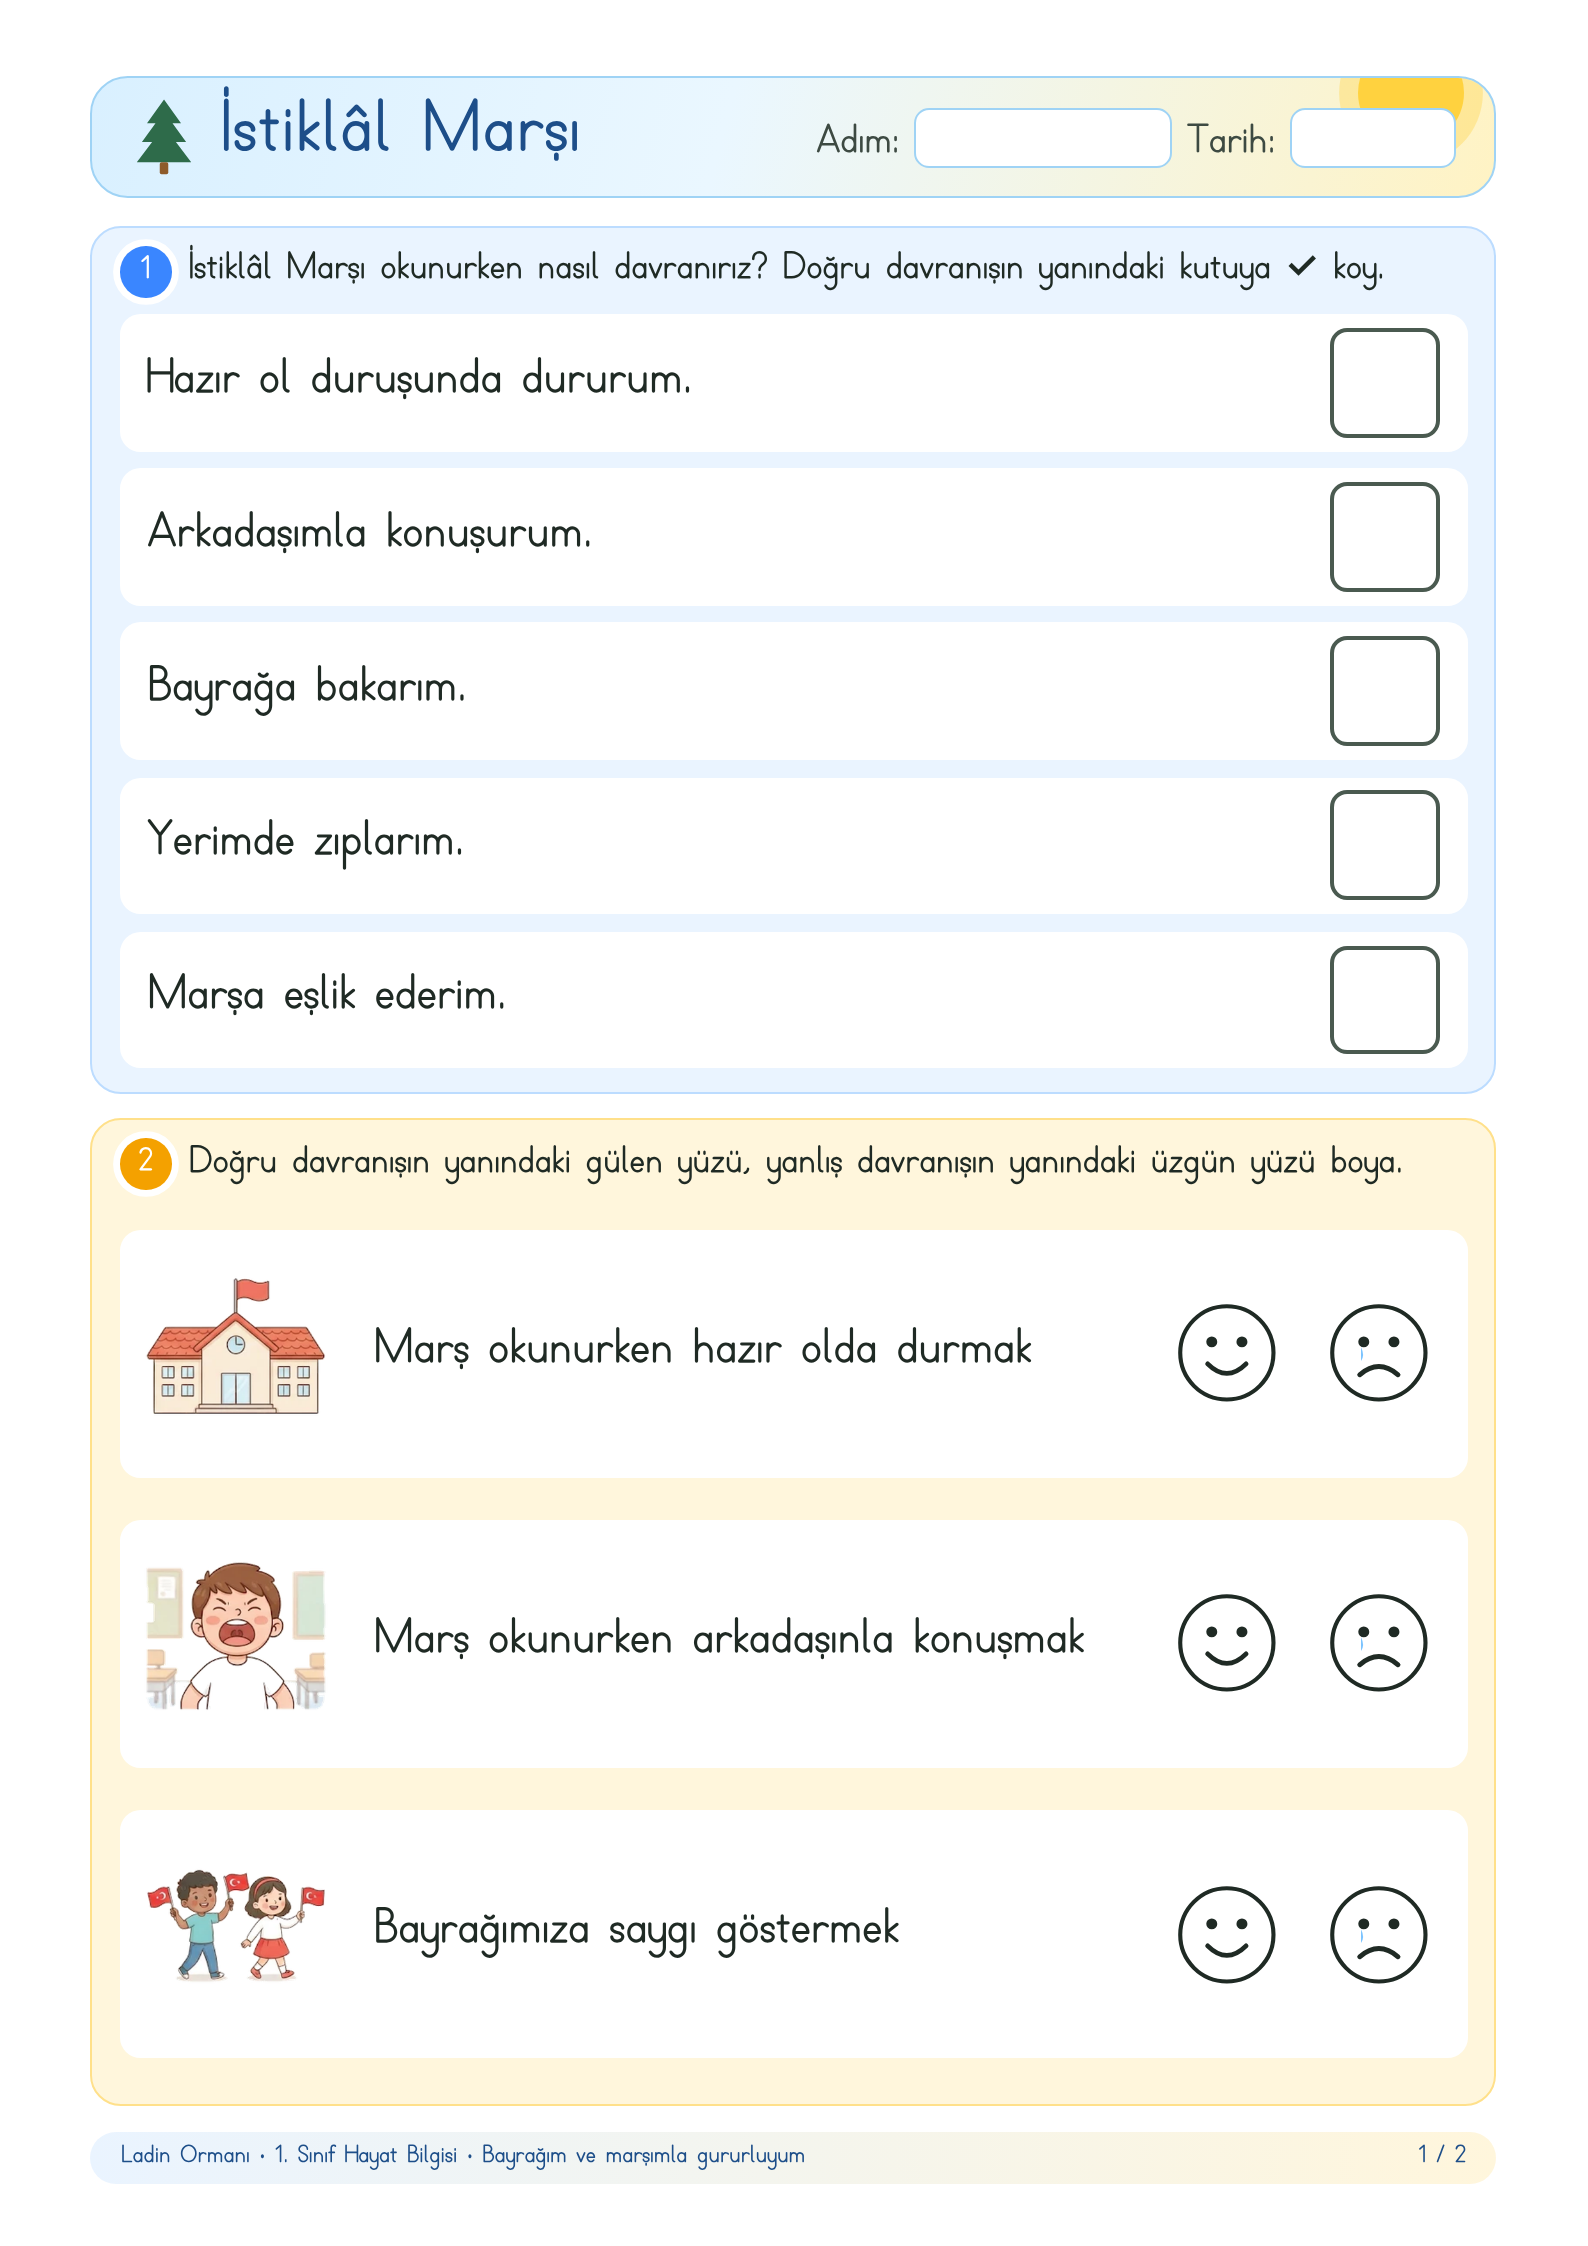 İstiklâl Marşı
Adım:
Tarih:
1 İstiklâl Marşı okunurken nasıl davranırız? Doğru davranışın yanındaki kutuya ✓ koy.
Hazır ol duruşunda dururum.
Arkadaşımla konuşurum.
Bayrağa bakarım.
Yerimde zıplarım.
Marşa eşlik ederim.
2 Doğru davranışın yanındaki gülen yüzü, yanlış davranışın yanındaki üzgün yüzü boya.
Marş okunurken hazır olda durmak
Marş okunurken arkadaşınla konuşmak
Bayrağımıza saygı göstermek
Ladin Ormanı • 1. Sınıf Hayat Bilgisi • Bayrağım ve marşımla gururluyum
1 / 2